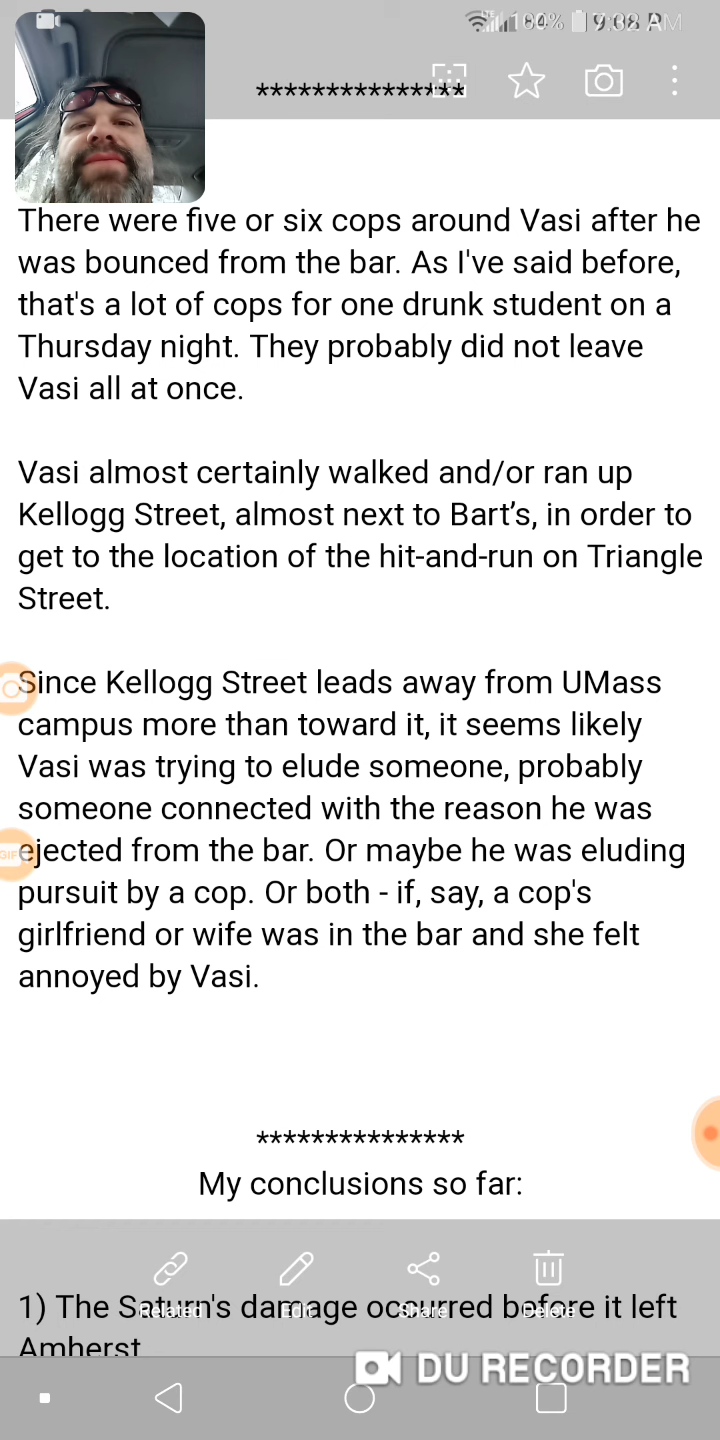 ***************
There were five or six cops around Vasi after he
was bounced from the bar. As I've said before,
that's a lot of cops for one drunk student on a
Thursday night. They probably did not leave
Vasi all at once.
Vasi almost certainly walked and/or ran up
Kellogg Street, almost next to Bart’s, in order to
get to the location of the hit-and-run on Triangle
Street.
Since Kellogg Street leads away from UMass
campus more than toward it, it seems likely
Vasi was trying to elude someone, probably
someone connected with the reason he was
GIF
ejected from the bar. Or maybe he was eluding
pursuit by a cop. Or both - if, say, a cop's
girlfriend or wife was in the bar and she felt
annoyed by Vasi.
***************
My conclusions so far:
1) The Saturn's damage occurred before it left
Related Edit Share Delete
Amherst
DU RECORDER